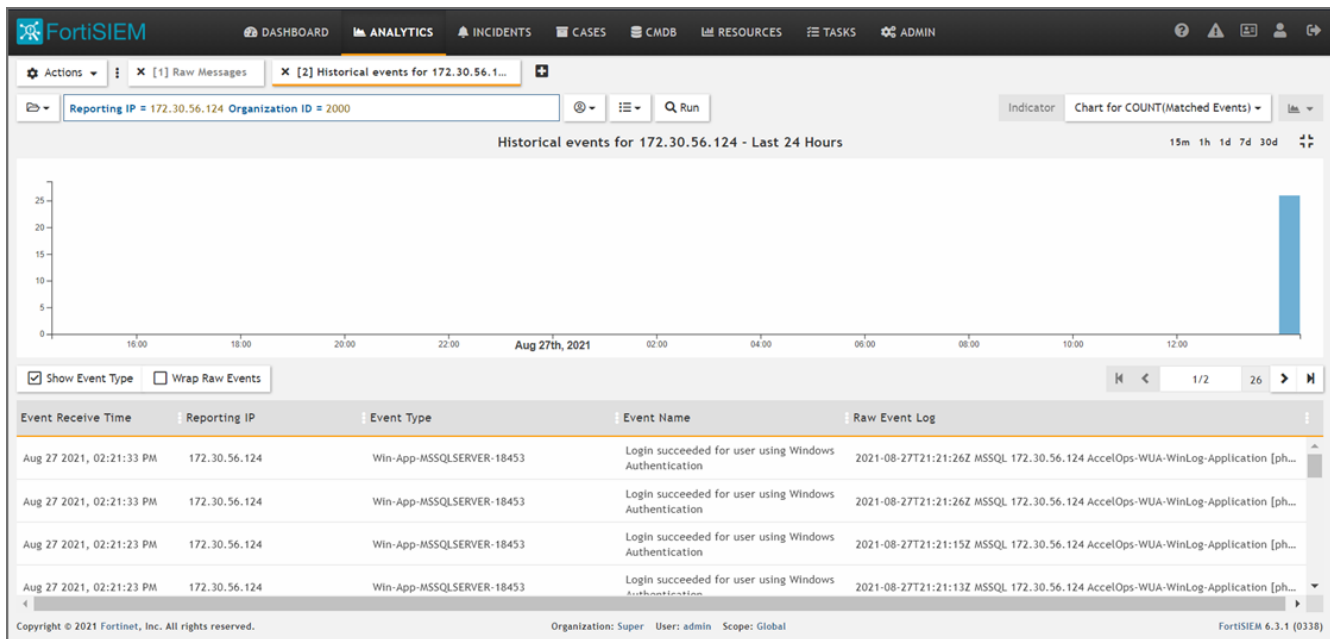 FortiSIEM DASHBOARD ANALYTICS INCIDENTS CASES CMDB RESOURCES TASKS ADMIN
Actions [1] Raw Messages [2] Historical events for 172.30.56.1...
Reporting IP = 172.30.56.124 Organization ID = 2000 Run Indicator Chart for COUNT(Matched Events)
Historical events for 172.30.56.124 - Last 24 Hours 15m 1h 1d 7d 30d
25
20
15
10
5
0
16:00 18:00 20:00 22:00 Aug 27th, 2021 02:00 04:00 06:00 08:00 10:00 12:00
Show Event Type Wrap Raw Events 1/2 26
Event Receive Time Reporting IP Event Type Event Name Raw Event Log
Aug 27 2021, 02:21:33 PM 172.30.56.124 Win-App-MSSQLSERVER-18453 Login succeeded for user using Windows Authentication 2021-08-27T21:21:26Z MSSQL 172.30.56.124 AccelOps-WUA-WinLog-Application [ph...
Aug 27 2021, 02:21:33 PM 172.30.56.124 Win-App-MSSQLSERVER-18453 Login succeeded for user using Windows Authentication 2021-08-27T21:21:26Z MSSQL 172.30.56.124 AccelOps-WUA-WinLog-Application [ph...
Aug 27 2021, 02:21:23 PM 172.30.56.124 Win-App-MSSQLSERVER-18453 Login succeeded for user using Windows Authentication 2021-08-27T21:21:15Z MSSQL 172.30.56.124 AccelOps-WUA-WinLog-Application [ph...
Aug 27 2021, 02:21:23 PM 172.30.56.124 Win-App-MSSQLSERVER-18453 Login succeeded for user using Windows Authentication 2021-08-27T21:21:13Z MSSQL 172.30.56.124 AccelOps-WUA-WinLog-Application [ph...
Copyright © 2021 Fortinet, Inc. All rights reserved. Organization: Super User: admin Scope: Global FortiSIEM 6.3.1 (0338)